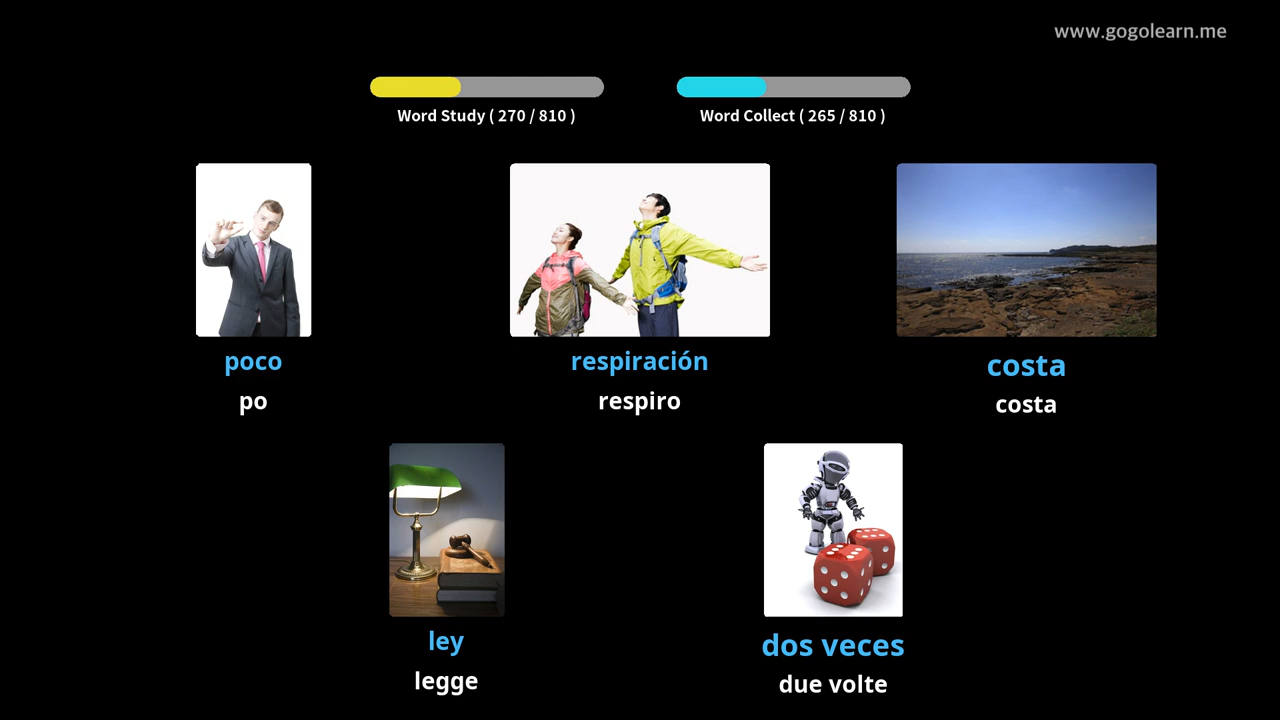 www.gogolearn.me
Word Study ( 270 / 810 )
Word Collect ( 265 / 810 )
poco
po
respiración
respiro
costa
costa
ley
legge
dos veces
due volte